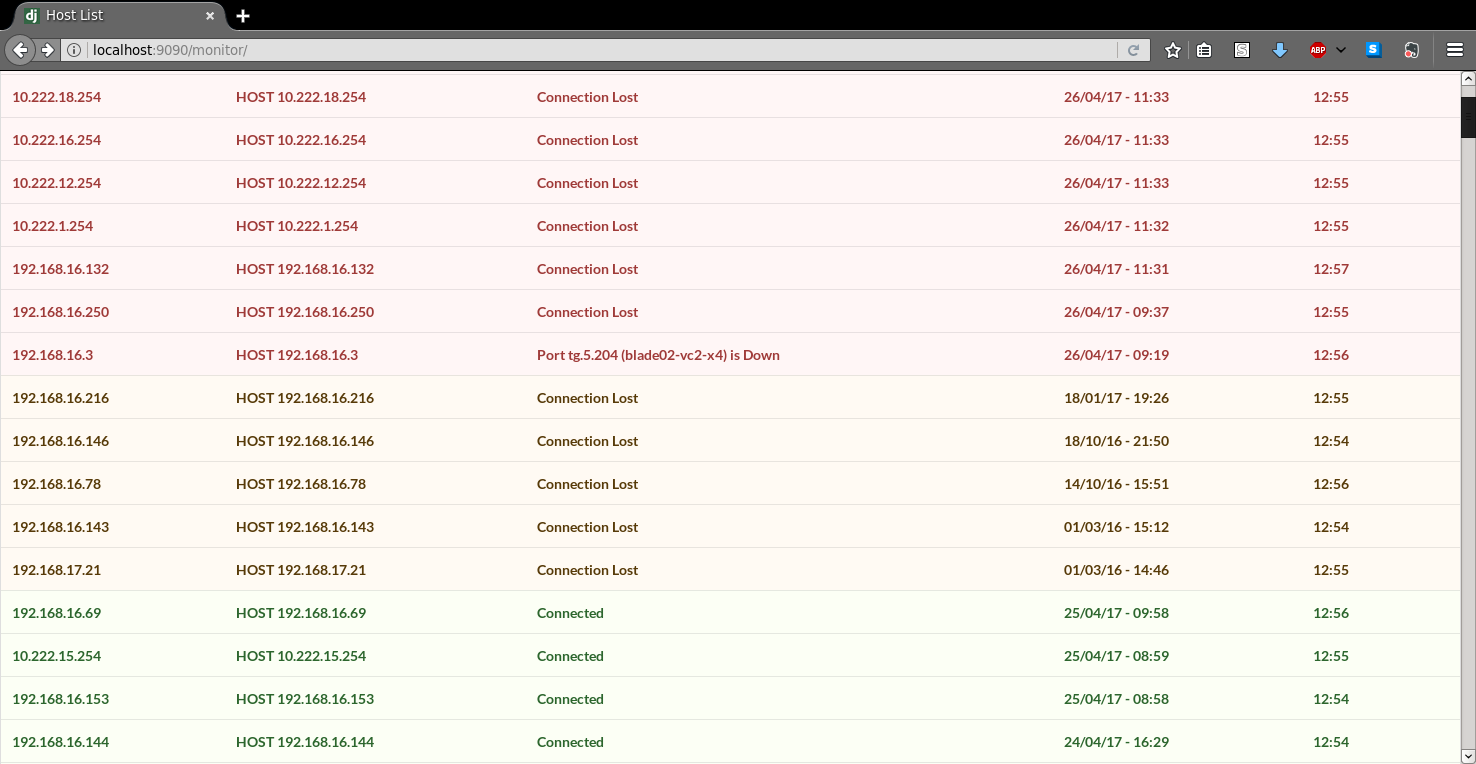 dj Host List
localhost:9090/monitor/
ABP
S
S
10.222.18.254 HOST 10.222.18.254 Connection Lost 26/04/17 - 11:33 12:55
10.222.16.254 HOST 10.222.16.254 Connection Lost 26/04/17 - 11:33 12:55
10.222.12.254 HOST 10.222.12.254 Connection Lost 26/04/17 - 11:33 12:55
10.222.1.254 HOST 10.222.1.254 Connection Lost 26/04/17 - 11:32 12:55
192.168.16.132 HOST 192.168.16.132 Connection Lost 26/04/17 - 11:31 12:57
192.168.16.250 HOST 192.168.16.250 Connection Lost 26/04/17 - 09:37 12:55
192.168.16.3 HOST 192.168.16.3 Port tg.5.204 (blade02-vc2-x4) is Down 26/04/17 - 09:19 12:56
192.168.16.216 HOST 192.168.16.216 Connection Lost 18/01/17 - 19:26 12:55
192.168.16.146 HOST 192.168.16.146 Connection Lost 18/10/16 - 21:50 12:54
192.168.16.78 HOST 192.168.16.78 Connection Lost 14/10/16 - 15:51 12:56
192.168.16.143 HOST 192.168.16.143 Connection Lost 01/03/16 - 15:12 12:54
192.168.17.21 HOST 192.168.17.21 Connection Lost 01/03/16 - 14:46 12:55
192.168.16.69 HOST 192.168.16.69 Connected 25/04/17 - 09:58 12:56
10.222.15.254 HOST 10.222.15.254 Connected 25/04/17 - 08:59 12:55
192.168.16.153 HOST 192.168.16.153 Connected 25/04/17 - 08:58 12:54
192.168.16.144 HOST 192.168.16.144 Connected 24/04/17 - 16:29 12:54